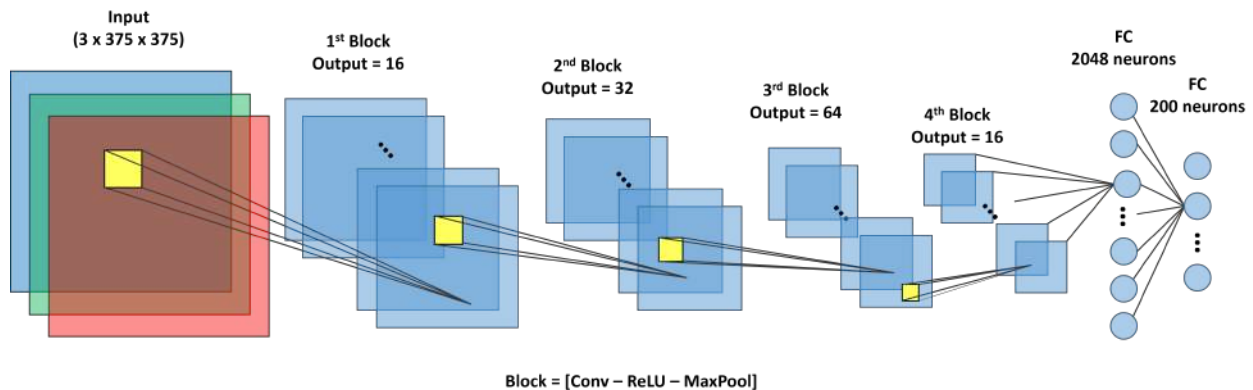 Input
(3 x 375 x 375)
1st Block
Output = 16
2nd Block
Output = 32
3rd Block
Output = 64
4th Block
Output = 16
FC
2048 neurons
FC
200 neurons
Block = [Conv – ReLU – MaxPool]